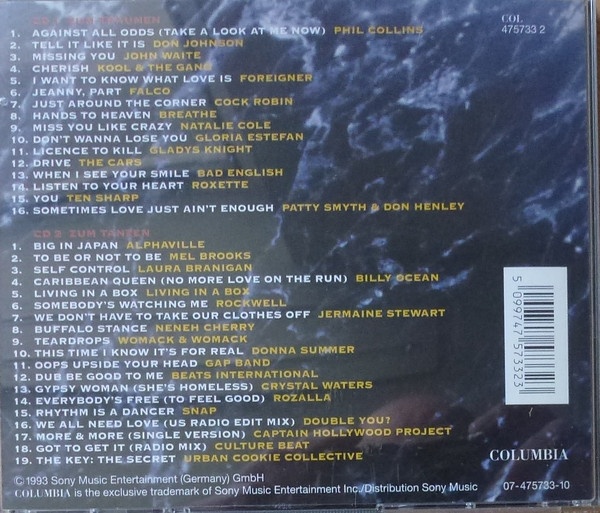 CD 1 ZUM TRÄUMEN
1. AGAINST ALL ODDS (TAKE A LOOK AT ME NOW) PHIL COLLINS
2. TELL IT LIKE IT IS DON JOHNSON
3. MISSING YOU JOHN WAITE
4. CHERISH KOOL & THE GANG
5. I WANT TO KNOW WHAT LOVE IS FOREIGNER
6. JEANNY, PART FALCO
7. JUST AROUND THE CORNER COCK ROBIN
8. HANDS TO HEAVEN BREATHE
9. MISS YOU LIKE CRAZY NATALIE COLE
10. DON'T WANNA LOSE YOU GLORIA ESTEFAN
11. LICENCE TO KILL GLADYS KNIGHT
12. DRIVE THE CARS
13. WHEN I SEE YOUR SMILE BAD ENGLISH
14. LISTEN TO YOUR HEART ROXETTE
15. YOU TEN SHARP
16. SOMETIMES LOVE JUST AIN'T ENOUGH PATTY SMYTH & DON HENLEY
COL
475733 2
CD 2 ZUM TANZEN
1. BIG IN JAPAN ALPHAVILLE
2. TO BE OR NOT TO BE MEL BROOKS
3. SELF CONTROL LAURA BRANIGAN
4. CARIBBEAN QUEEN (NO MORE LOVE ON THE RUN) BILLY OCEAN
5. LIVING IN A BOX LIVING IN A BOX
6. SOMEBODY'S WATCHING ME ROCKWELL
7. WE DON'T HAVE TO TAKE OUR CLOTHES OFF JERMAINE STEWART
8. BUFFALO STANCE NENEH CHERRY
9. TEARDROPS WOMACK & WOMACK
10. THIS TIME I KNOW IT'S FOR REAL DONNA SUMMER
11. OOPS UPSIDE YOUR HEAD GAP BAND
12. DUB BE GOOD TO ME BEATS INTERNATIONAL
13. GYPSY WOMAN (SHE'S HOMELESS) CRYSTAL WATERS
14. EVERYBODY'S FREE (TO FEEL GOOD) ROZALLA
15. RHYTHM IS A DANCER SNAP
16. WE ALL NEED LOVE (US RADIO EDIT MIX) DOUBLE YOU?
17. MORE & MORE (SINGLE VERSION) CAPTAIN HOLLYWOOD PROJECT
18. GOT TO GET IT (RADIO MIX) CULTURE BEAT
19. THE KEY: THE SECRET URBAN COOKIE COLLECTIVE
5 099747 573323
COLUMBIA
© 1993 Sony Music Entertainment (Germany) GmbH
COLUMBIA is the exclusive trademark of Sony Music Entertainment Inc./Distribution Sony Music
07-475733-10